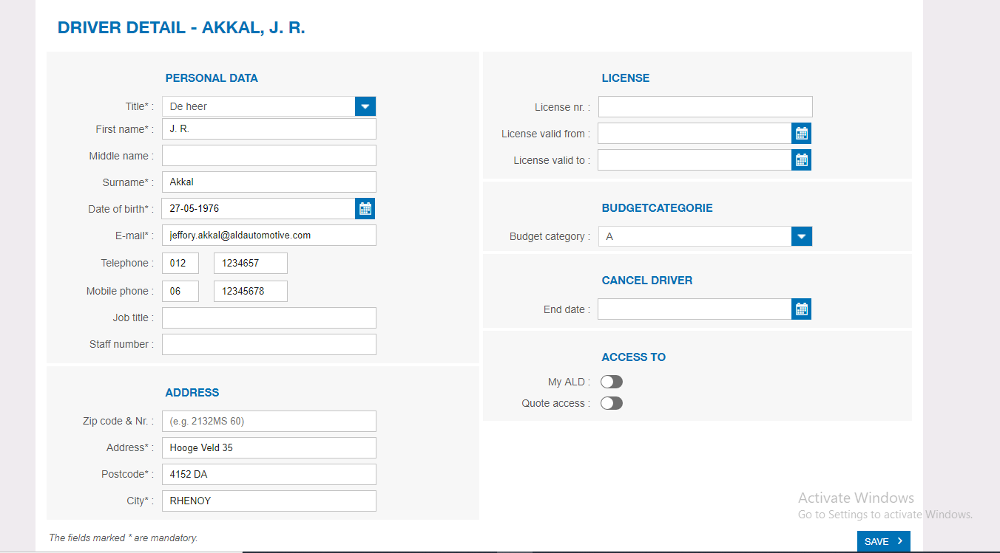 DRIVER DETAIL - AKKAL, J. R.
PERSONAL DATA
Title* : De heer
First name* : J. R.
Middle name :
Surname* : Akkal
Date of birth* : 27-05-1976
E-mail* : jeffory.akkal@aldautomotive.com
Telephone : 012 1234657
Mobile phone : 06 12345678
Job title :
Staff number :
ADDRESS
Zip code & Nr. : (e.g. 2132MS 60)
Address* : Hooge Veld 35
Postcode* : 4152 DA
City* : RHENOY
The fields marked * are mandatory.
LICENSE
License nr. :
License valid from :
License valid to :
BUDGETCATEGORIE
Budget category : A
CANCEL DRIVER
End date :
ACCESS TO
My ALD :
Quote access :
Activate Windows
Go to Settings to activate Windows.
SAVE